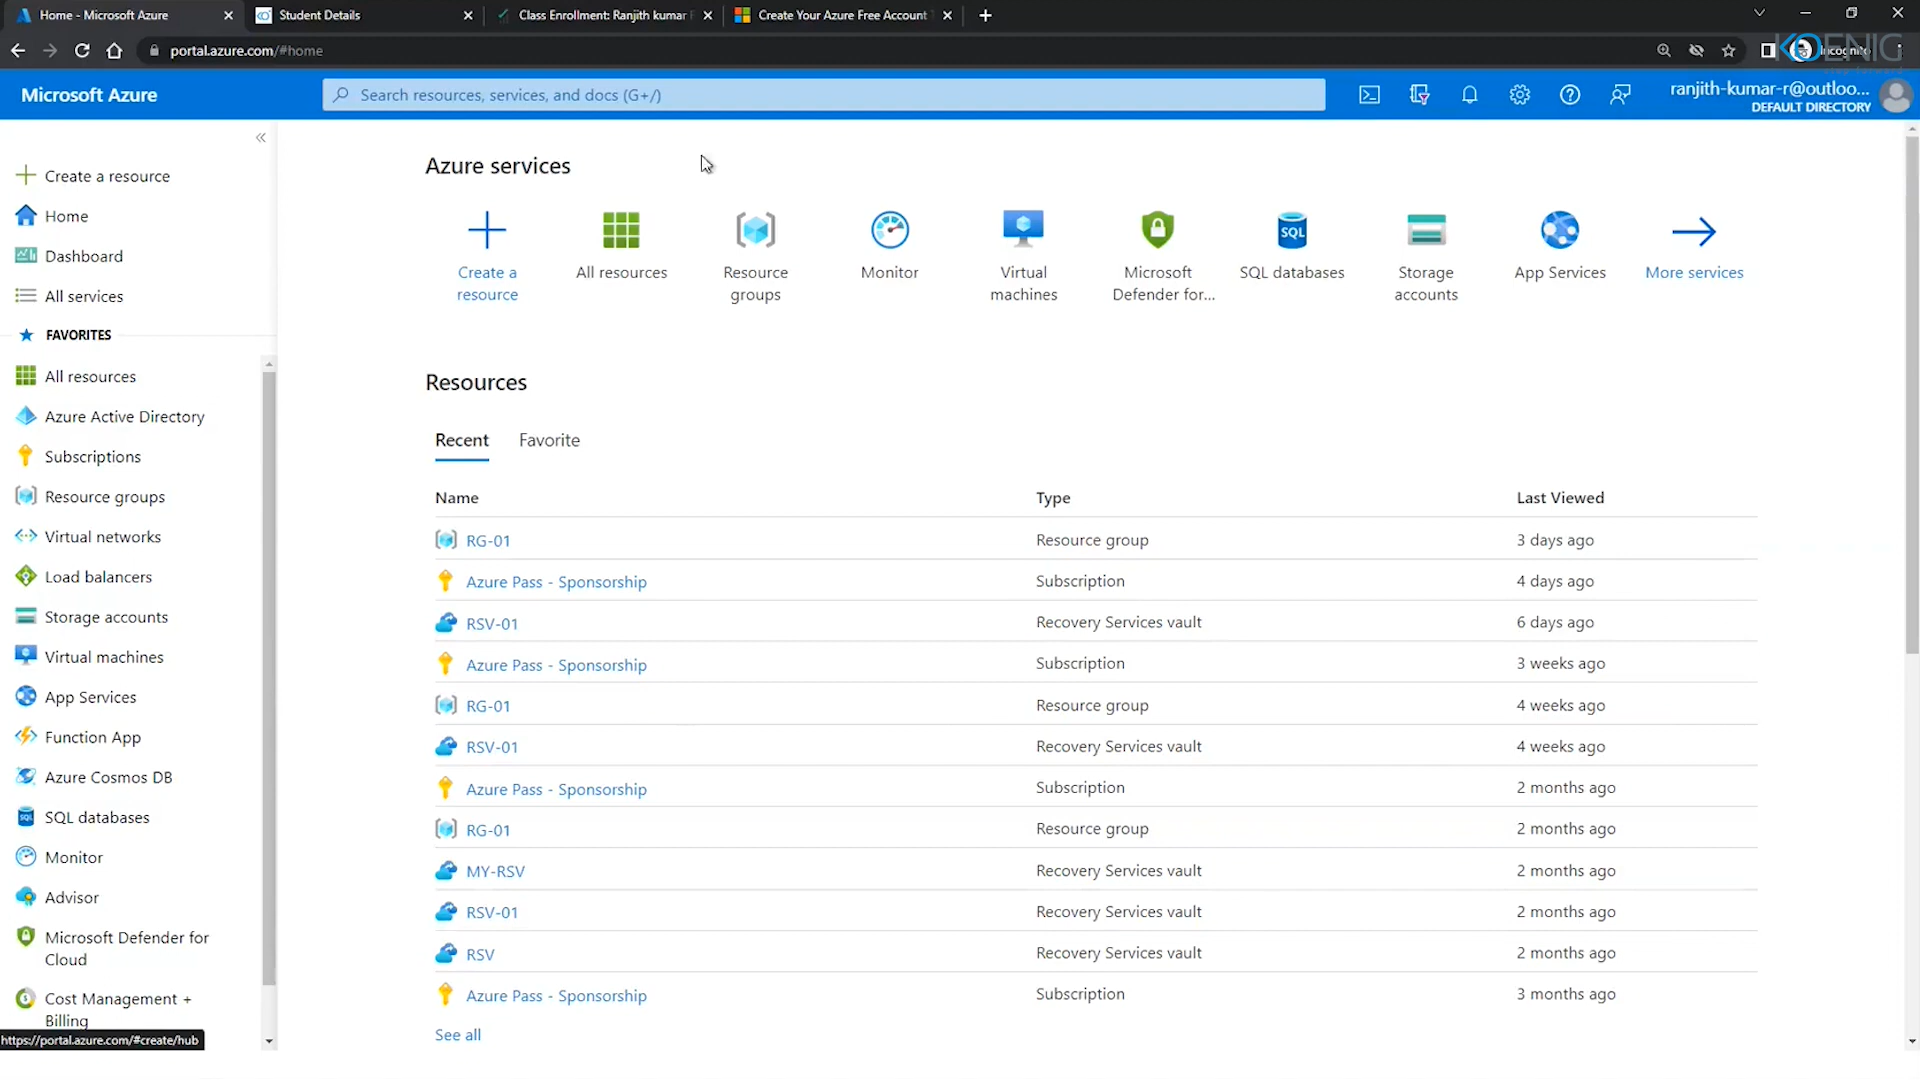 Home - Microsoft Azure
Student Details
Class Enrollment: Ranjith kumar
Create Your Azure Free Account
portal.azure.com/#home
Incognito
KOENIG
Microsoft Azure
Search resources, services, and docs (G+/)
ranjith-kumar-r@outloo...
DEFAULT DIRECTORY
Create a resource
Home
Dashboard
All services
FAVORITES
All resources
Azure Active Directory
Subscriptions
Resource groups
Virtual networks
Load balancers
Storage accounts
Virtual machines
App Services
Function App
Azure Cosmos DB
SQL databases
Monitor
Advisor
Microsoft Defender for
Cloud
Cost Management +
Billing
https://portal.azure.com/#create/hub
Azure services
Create a
resource
All resources
Resource
groups
Monitor
Virtual
machines
Microsoft
Defender for...
SQL
SQL databases
Storage
accounts
App Services
More services
Resources
Recent Favorite
Name Type Last Viewed
RG-01 Resource group 3 days ago
Azure Pass - Sponsorship Subscription 4 days ago
RSV-01 Recovery Services vault 6 days ago
Azure Pass - Sponsorship Subscription 3 weeks ago
RG-01 Resource group 4 weeks ago
RSV-01 Recovery Services vault 4 weeks ago
Azure Pass - Sponsorship Subscription 2 months ago
RG-01 Resource group 2 months ago
MY-RSV Recovery Services vault 2 months ago
RSV-01 Recovery Services vault 2 months ago
RSV Recovery Services vault 2 months ago
Azure Pass - Sponsorship Subscription 3 months ago
See all